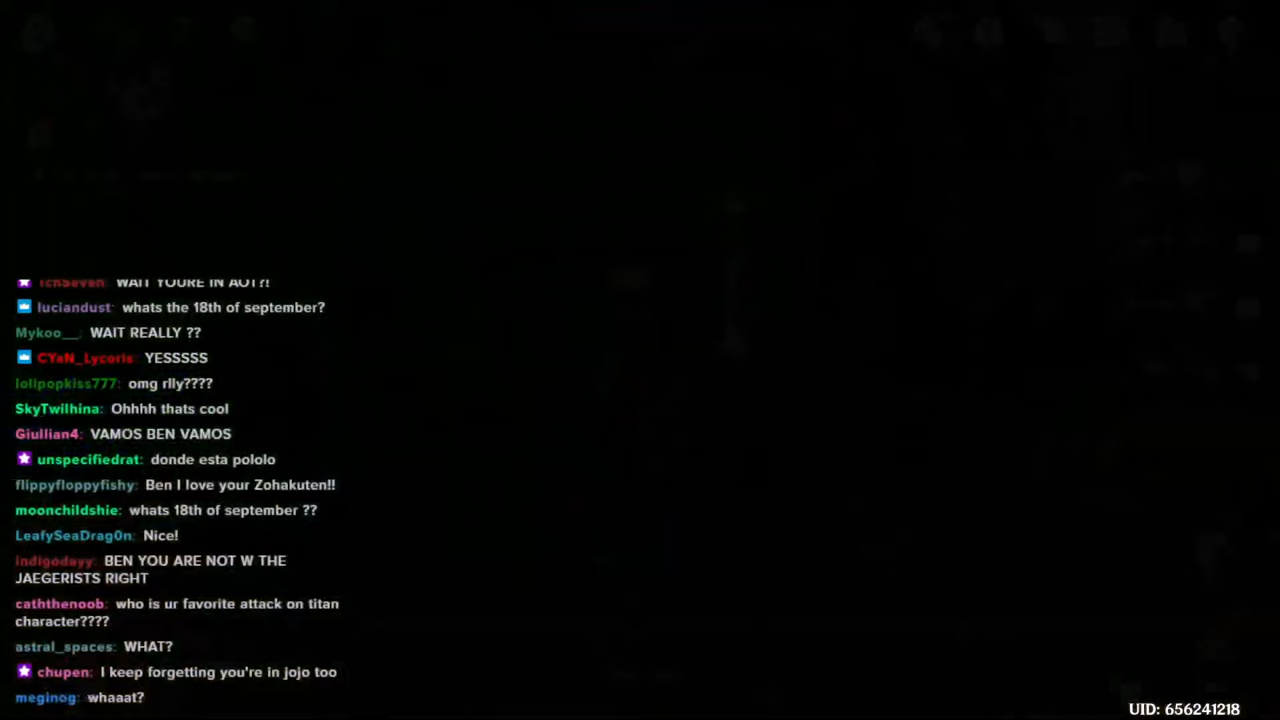 TchSeven: WAIT YOURE IN AOT?!
luciandust: whats the 18th of september?
Mykoo__: WAIT REALLY ??
CYaN_Lycoris: YESSSSS
lolipopkiss777: omg rlly????
SkyTwilhina: Ohhhh thats cool
Giullian4: VAMOS BEN VAMOS
unspecifiedrat: donde esta pololo
flippyfloppyfishy: Ben I love your Zohakuten!!
moonchildshie: whats 18th of september ??
LeafySeaDrag0n: Nice!
indigodayy: BEN YOU ARE NOT W THE
JAEGERISTS RIGHT
caththenoob: who is ur favorite attack on titan
character????
astral_spaces: WHAT?
chupen: I keep forgetting you're in jojo too
meginog: whaaat?
UID: 656241218